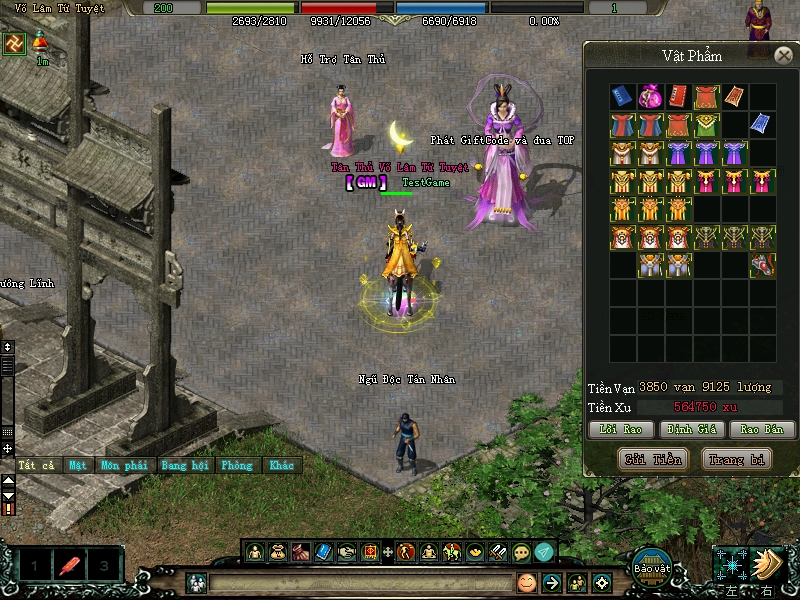 Võ Lâm Tứ Tuyệt
200
2693/2810 9931/12056 6690/6918 0.00%
1
1m
Hỗ Trợ Tân Thủ
Phát GiftCode và đua TOP
Tân Thủ Võ Lâm Tứ Tuyệt
[GM] TestGame
Ngũ Độc Tán Nhân
Vật Phẩm
Tiền Vạn 3850 vạn 9125 lượng
Tiền Xu 564750 xu
Lời Rao Định Giá Rao Bán
Gửi Tiền Trang bị
Tất cả Mật Môn phái Bang hội Phòng Khác
1 3
Bảo vật
左 右